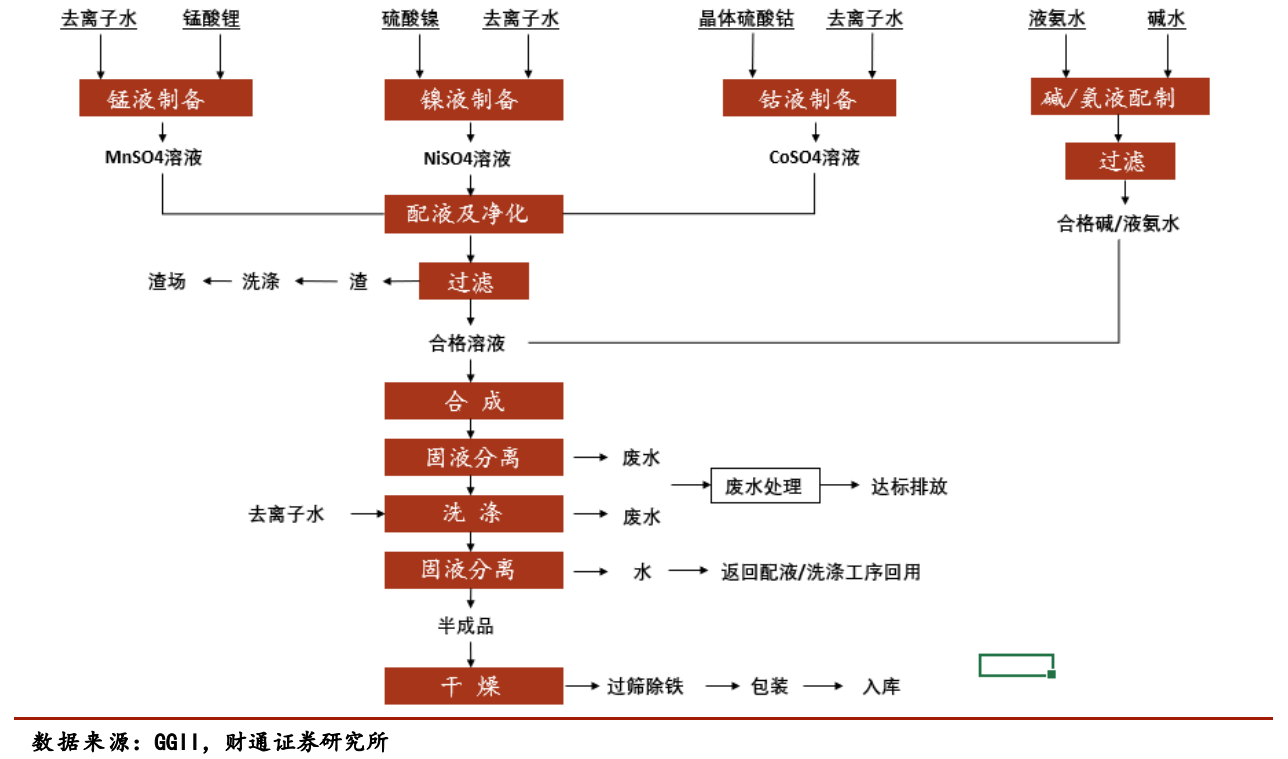 去离子水 锰酸锂 硫酸镍 去离子水 晶体硫酸钴 去离子水 液氨水 碱水
锰液制备 镍液制备 钴液制备 碱/氨液配制
MnSO4溶液 NiSO4溶液 CoSO4溶液 过滤
配液及净化 合格碱/液氨水
渣场 洗涤 渣 过滤
合格溶液
合 成
固液分离 废水
废水处理 达标排放
去离子水 洗 涤 废水
固液分离 水 返回配液/洗涤工序回用
半成品
干 燥 过筛除铁 包装 入库
数据来源：GGII，财通证券研究所